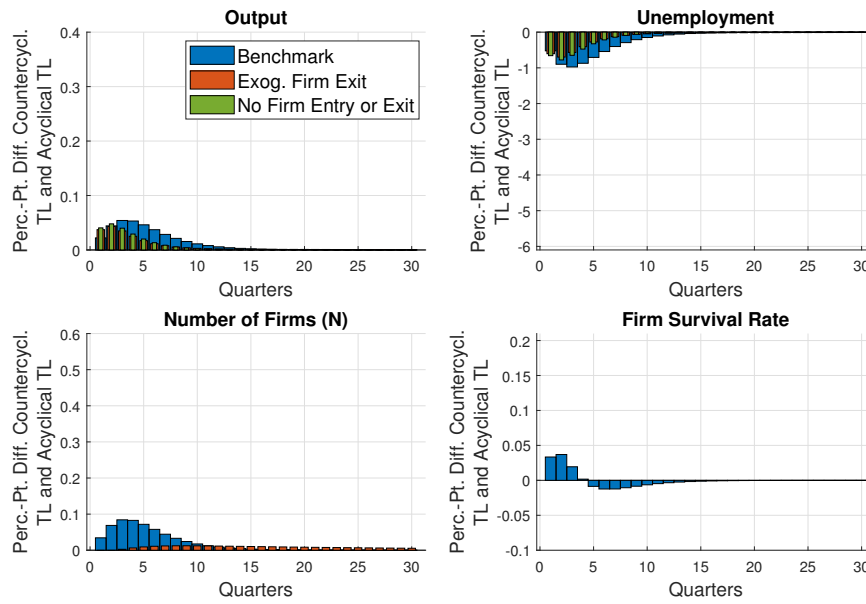 Output
Perc.-Pt. Diff. Countercycl.
TL and Acyclical TL
0.4
0.3
0.2
0.1
0
Benchmark
Exog. Firm Exit
No Firm Entry or Exit
0 5 10 15 20 25 30
Quarters
Unemployment
Perc.-Pt. Diff. Countercycl.
TL and Acyclical TL
0
-1
-2
-3
-4
-5
-6
0 5 10 15 20 25 30
Quarters
Number of Firms (N)
Perc.-Pt. Diff. Countercycl.
TL and Acyclical TL
0.6
0.5
0.4
0.3
0.2
0.1
0
0 5 10 15 20 25 30
Quarters
Firm Survival Rate
Perc.-Pt. Diff. Countercycl.
TL and Acyclical TL
0.2
0.15
0.1
0.05
0
-0.05
-0.1
0 5 10 15 20 25 30
Quarters